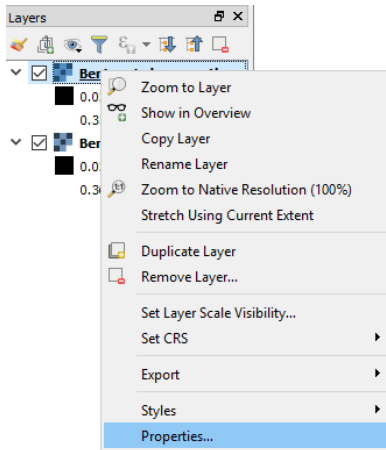 Layers
Zoom to Layer
Show in Overview
Copy Layer
Rename Layer
Zoom to Native Resolution (100%)
Stretch Using Current Extent
Duplicate Layer
Remove Layer...
Set Layer Scale Visibility...
Set CRS
Export
Styles
Properties...